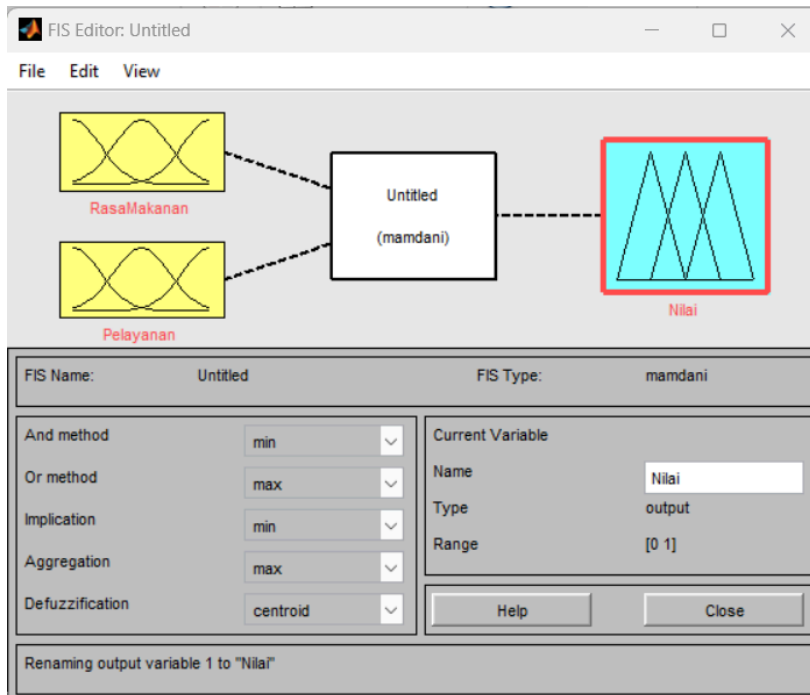 FIS Editor: Untitled
File Edit View
RasaMakanan
Pelayanan
Untitled
(mamdani)
Nilai
FIS Name: Untitled FIS Type: mamdani
And method min
Or method max
Implication min
Aggregation max
Defuzzification centroid
Current Variable
Name Nilai
Type output
Range [0 1]
Help Close
Renaming output variable 1 to "Nilai"